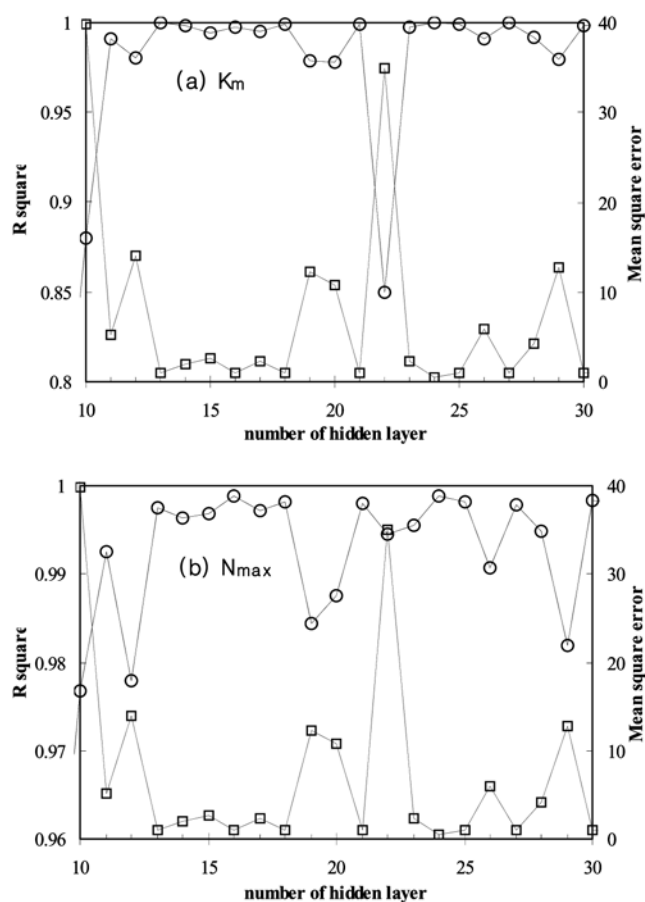 1
0.95
0.9
0.85
0.8
R square
(a) Km
40
30
20
10
0
Mean square error
10 15 20 25 30
number of hidden layer
1
0.99
0.98
0.97
0.96
R square
(b) Nmax
40
30
20
10
0
Mean square error
10 15 20 25 30
number of hidden layer